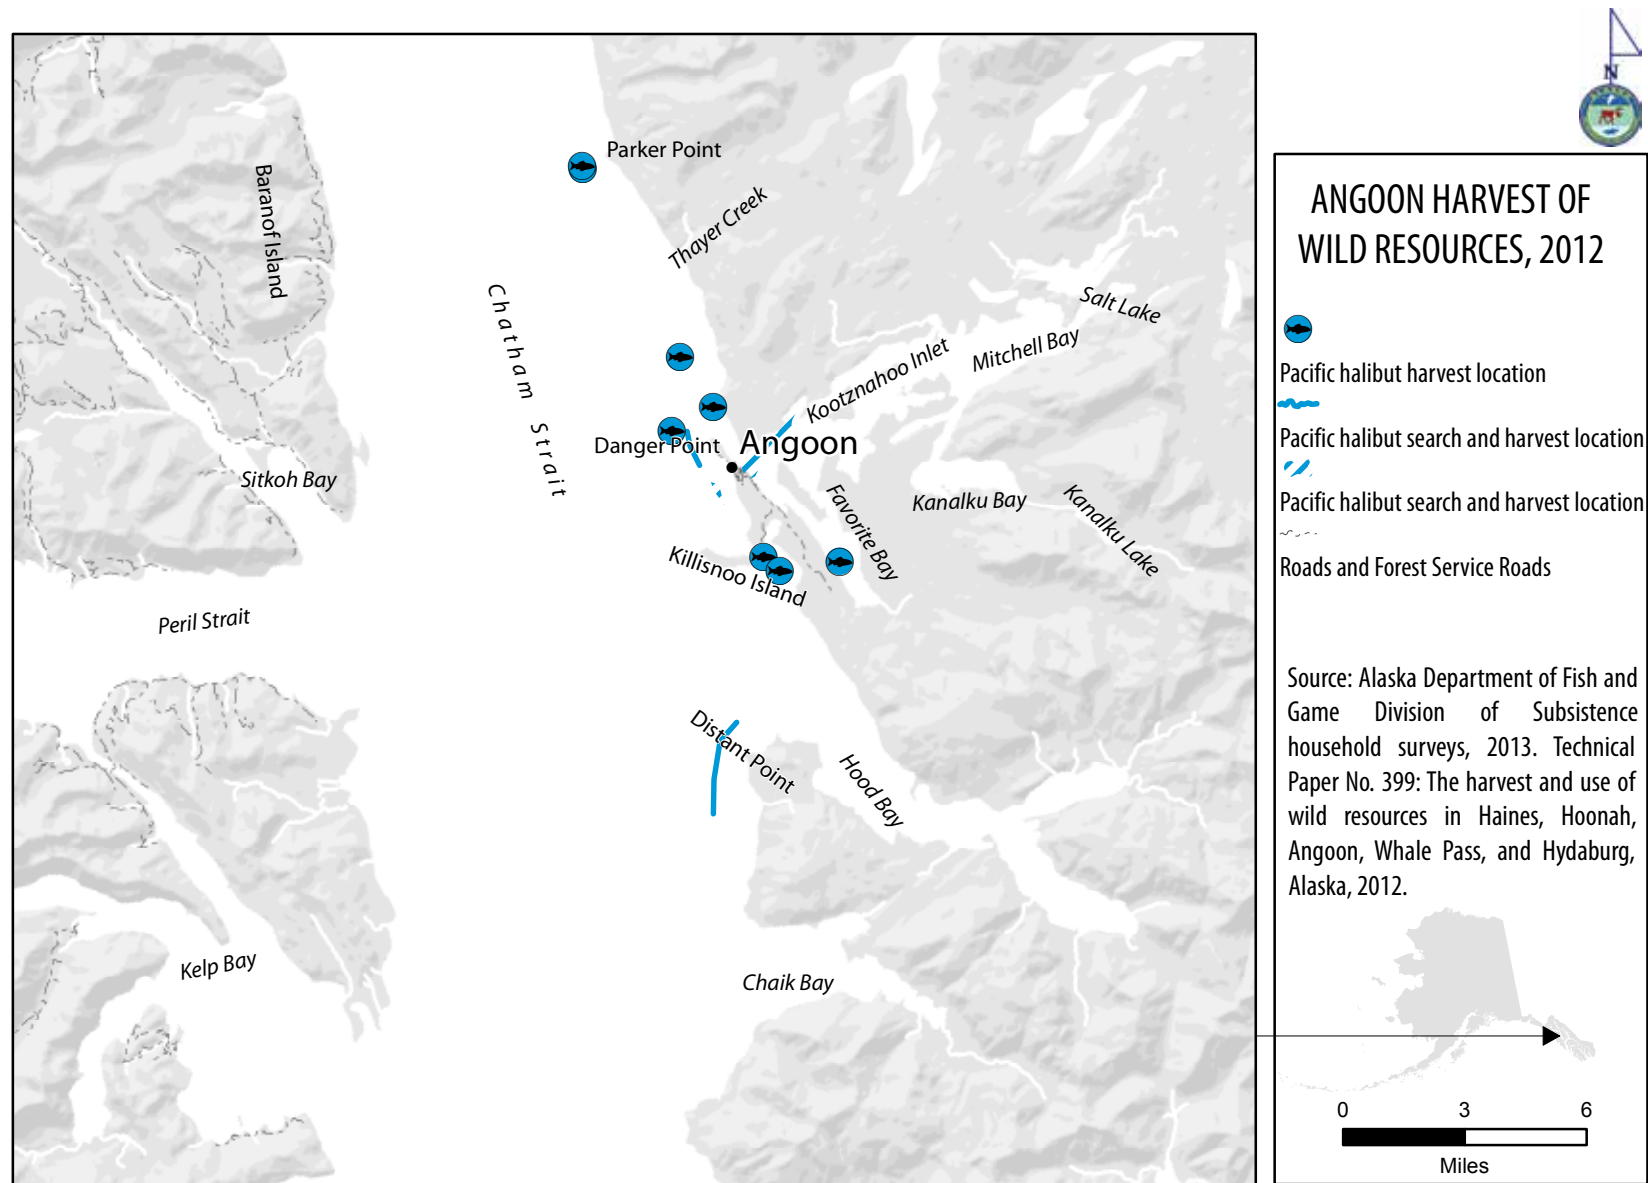 N
Parker Point
Baranof Island
Thayer Creek
Chatham Strait
Salt Lake
Mitchell Bay
Kootznahoo Inlet
Danger Point
Angoon
Sitkoh Bay
Favorite Bay
Kanalku Bay
Kanalku Lake
Killisnoo Island
Peril Strait
Distant Point
Hood Bay
Kelp Bay
Chaik Bay
ANGOON HARVEST OF
WILD RESOURCES, 2012
Pacific halibut harvest location
Pacific halibut search and harvest location
Pacific halibut search and harvest location
Roads and Forest Service Roads
Source: Alaska Department of Fish and
Game Division of Subsistence
household surveys, 2013. Technical
Paper No. 399: The harvest and use of
wild resources in Haines, Hoonah,
Angoon, Whale Pass, and Hydaburg,
Alaska, 2012.
0 3 6
Miles